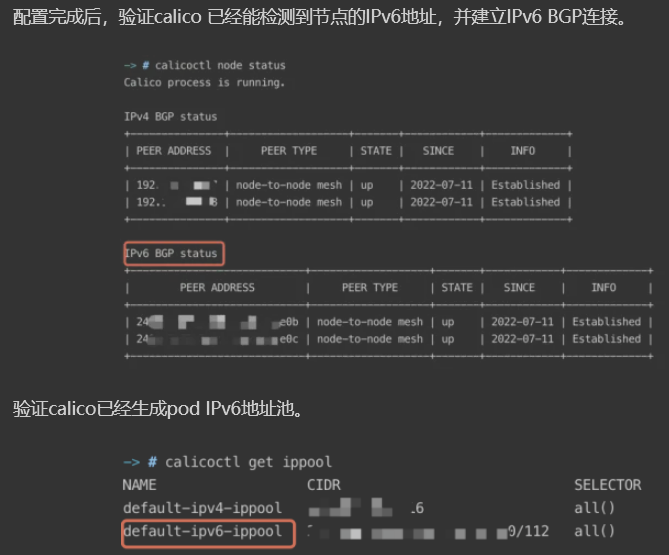 配置完成后，验证calico 已经能检测到节点的IPv6地址，并建立IPv6 BGP连接。
-> # calicoctl node status
Calico process is running.
IPv4 BGP status
| PEER ADDRESS | PEER TYPE | STATE | SINCE | INFO |
| 192. | node-to-node mesh | up | 2022-07-11 | Established |
| 192. 8 | node-to-node mesh | up | 2022-07-11 | Established |
IPv6 BGP status
| PEER ADDRESS | PEER TYPE | STATE | SINCE | INFO |
| 24 e0b | node-to-node mesh | up | 2022-07-11 | Established |
| 24 e0c | node-to-node mesh | up | 2022-07-11 | Established |
验证calico已经生成pod IPv6地址池。
-> # calicoctl get ippool
NAME CIDR SELECTOR
default-ipv4-ippool .6 all()
default-ipv6-ippool 0/112 all()